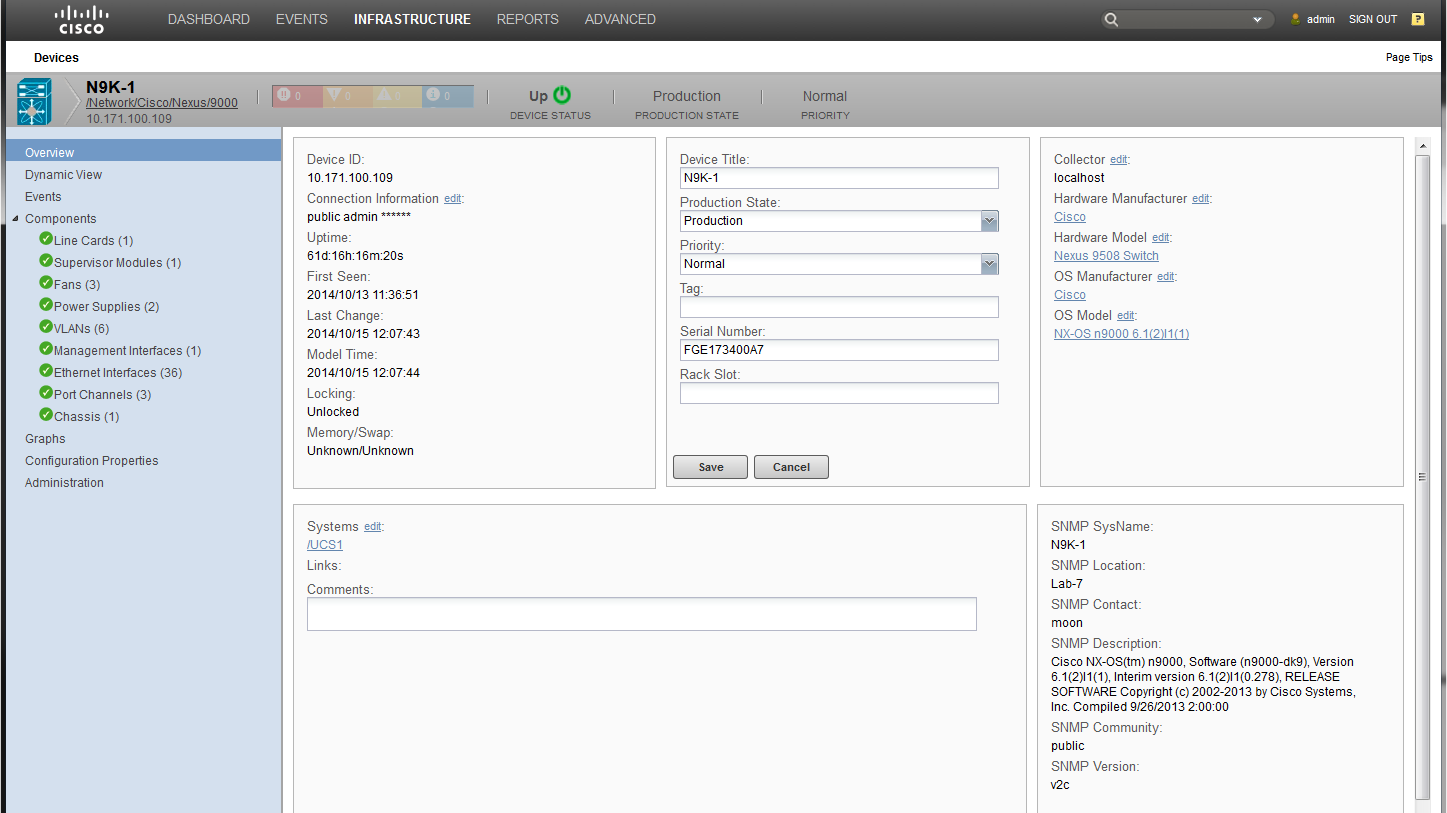 CISCO
DASHBOARD EVENTS INFRASTRUCTURE REPORTS ADVANCED
admin SIGN OUT ?
Devices
Page Tips
N9K-1
/Network/Cisco/Nexus/9000
10.171.100.109
0 0 0 0
Up
DEVICE STATUS
Production
PRODUCTION STATE
Normal
PRIORITY
Overview
Dynamic View
Events
Components
Line Cards (1)
Supervisor Modules (1)
Fans (3)
Power Supplies (2)
VLANs (6)
Management Interfaces (1)
Ethernet Interfaces (36)
Port Channels (3)
Chassis (1)
Graphs
Configuration Properties
Administration
Device ID:
10.171.100.109
Connection Information edit:
public admin ******
Uptime:
61d:16h:16m:20s
First Seen:
2014/10/13 11:36:51
Last Change:
2014/10/15 12:07:43
Model Time:
2014/10/15 12:07:44
Locking:
Unlocked
Memory/Swap:
Unknown/Unknown
Device Title:
N9K-1
Production State:
Production
Priority:
Normal
Tag:
Serial Number:
FGE173400A7
Rack Slot:
Save Cancel
Collector edit:
localhost
Hardware Manufacturer edit:
Cisco
Hardware Model edit:
Nexus 9508 Switch
OS Manufacturer edit:
Cisco
OS Model edit:
NX-OS n9000 6.1(2)I1(1)
Systems edit:
/UCS1
Links:
Comments:
SNMP SysName:
N9K-1
SNMP Location:
Lab-7
SNMP Contact:
moon
SNMP Description:
Cisco NX-OS(tm) n9000, Software (n9000-dk9), Version
6.1(2)I1(1), Interim version 6.1(2)I1(0.278), RELEASE
SOFTWARE Copyright (c) 2002-2013 by Cisco Systems,
Inc. Compiled 9/26/2013 2:00:00
SNMP Community:
public
SNMP Version:
v2c